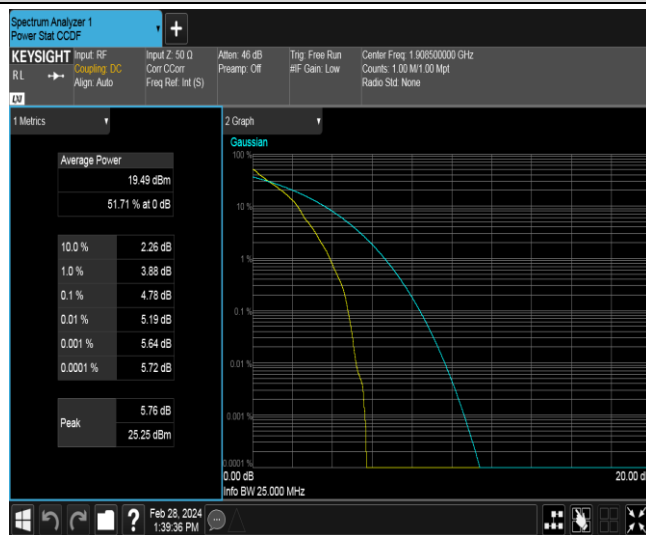 Spectrum Analyzer 1
Power Stat CCDF
+
KEYSIGHT
RL
LXI
Input: RF
Coupling: DC
Align: Auto
Input Z: 50 Ω
Corr CCorr
Freq Ref: Int (S)
Atten: 46 dB
Preamp: Off
Trig: Free Run
#IF Gain: Low
Center Freq: 1.908500000 GHz
Counts: 1.00 M/1.00 Mpt
Radio Std: None
1 Metrics
Average Power
19.49 dBm
51.71 % at 0 dB
10.0 % 2.26 dB
1.0 % 3.88 dB
0.1 % 4.78 dB
0.01 % 5.19 dB
0.001 % 5.64 dB
0.0001 % 5.72 dB
Peak
5.76 dB
25.25 dBm
2 Graph
Gaussian
100 %
10 %
1 %
0.1 %
0.01 %
0.001 %
0.0001 %
0.00 dB
20.00 d
Info BW 25.000 MHz
?
Feb 28, 2024
1:39:36 PM